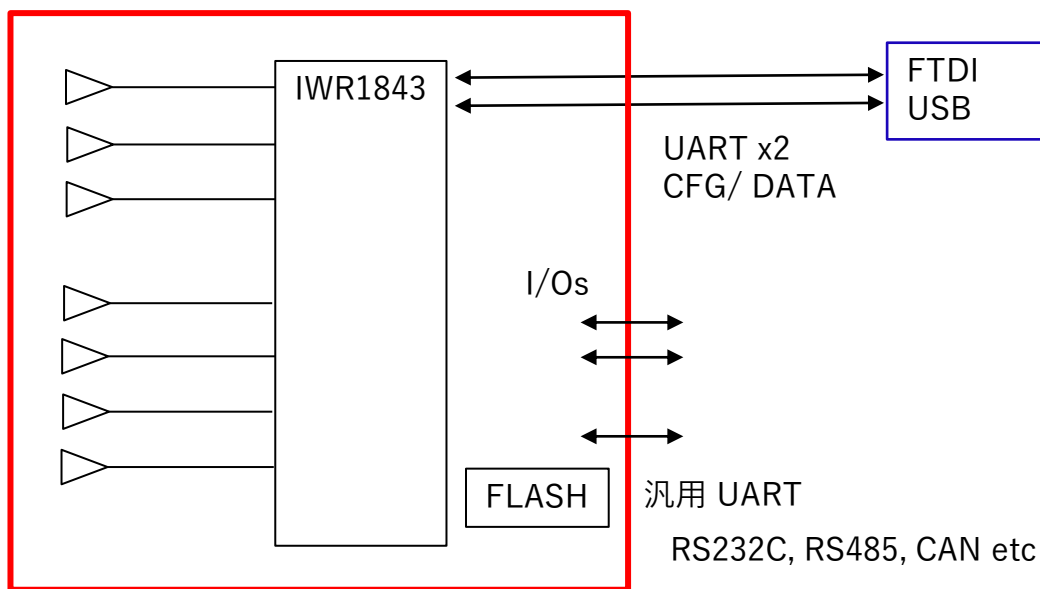 IWR1843
FTDI
USB
UART x2
CFG/ DATA
I/Os
FLASH
汎用 UART
RS232C, RS485, CAN etc